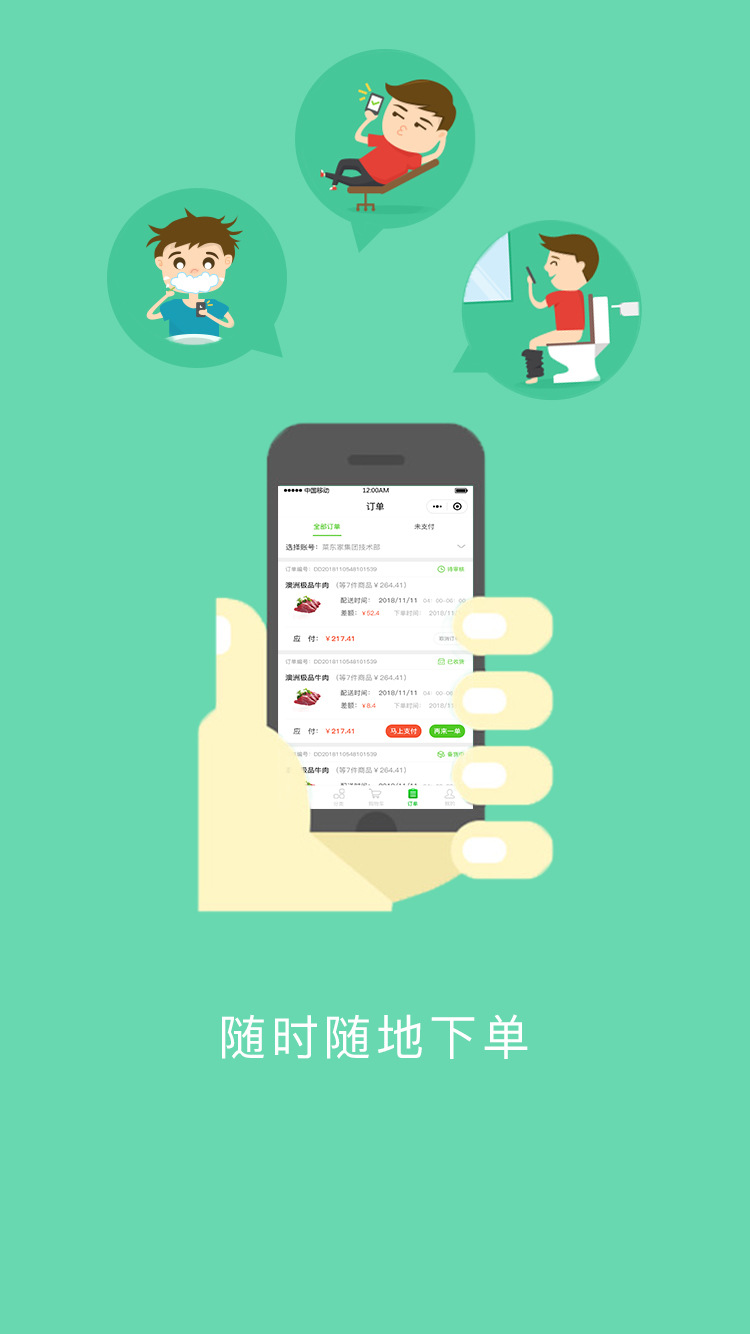 中国移动 12:00AM
订单
全部订单 未支付
选择账号： 菜东家集团技术部
订单编号：DD2018110548101539 待审核
澳洲极品牛肉 (等7件商品￥264.41)
配送时间： 2018/11/11 04：00-06：00
差额：￥52.4 下单时间： 2018/11/
应 付：￥217.41 取消订
订单编号：DD2018110548101539 已收货
澳洲极品牛肉 (等7件商品￥264.41)
配送时间： 2018/11/11 04：00-06
差额：￥8.4 下单时间： 2018/11/
应 付：￥217.41 马上支付 再来一单
订单编号：DD2018110548101539 备货中
极品牛肉 (等7件商品￥264.41)
购物车 订单 我的
随时随地下单